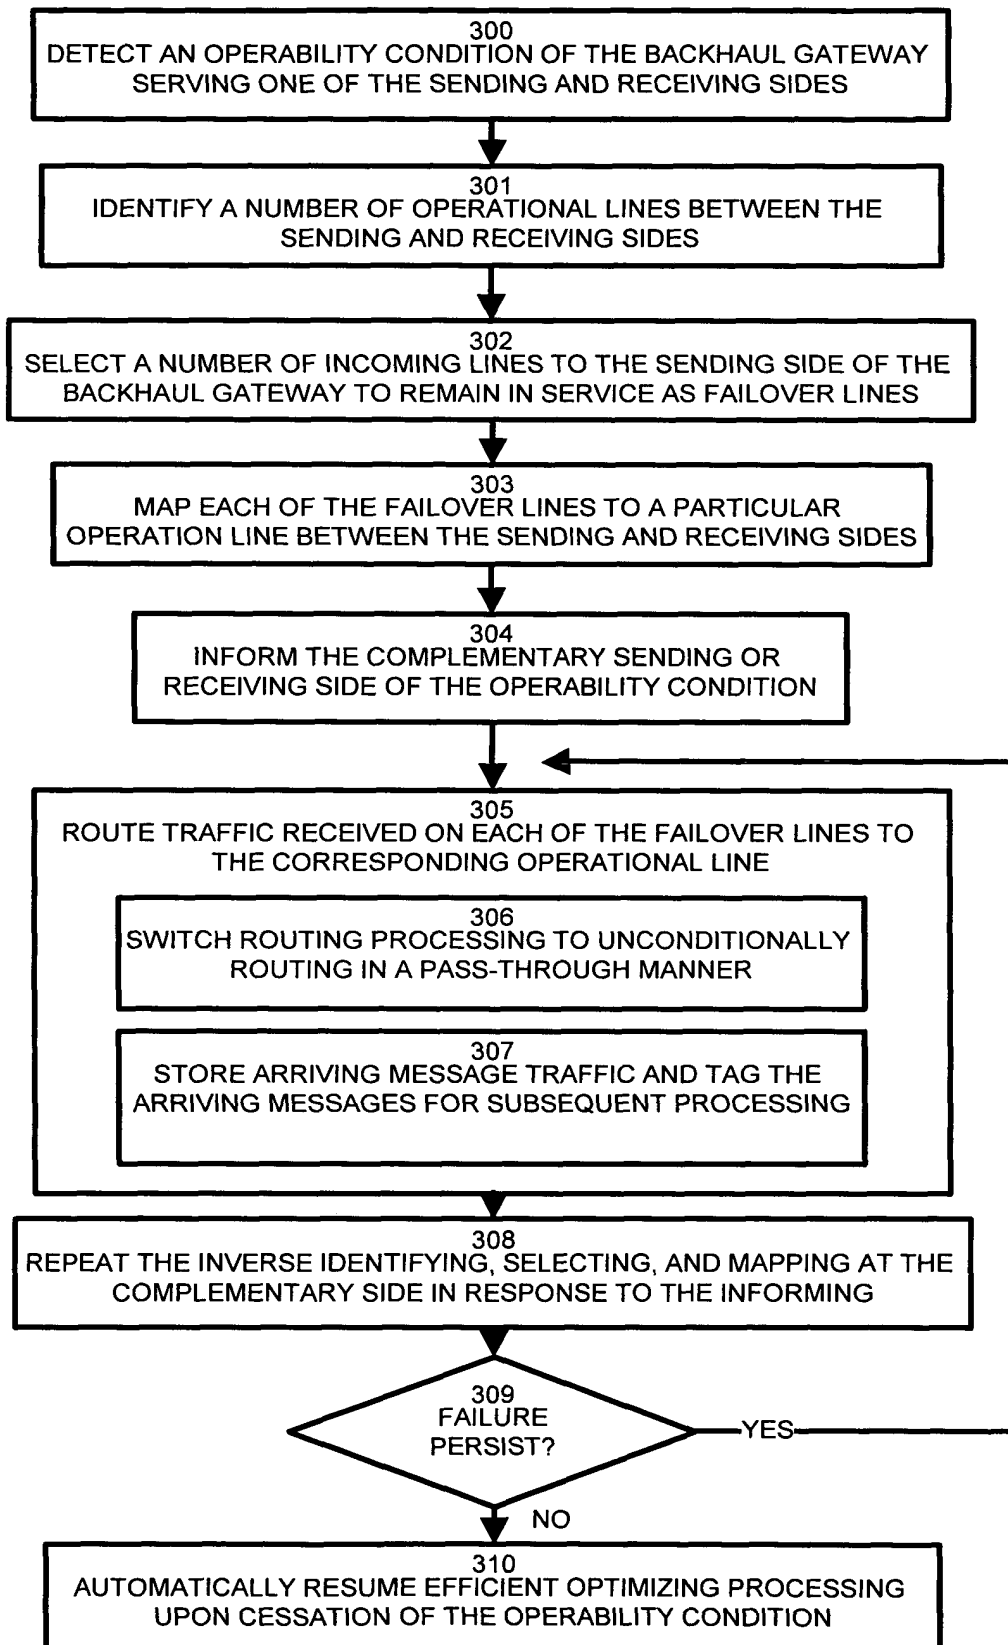 300
DETECT AN OPERABILITY CONDITION OF THE BACKHAUL GATEWAY
SERVING ONE OF THE SENDING AND RECEIVING SIDES
301
IDENTIFY A NUMBER OF OPERATIONAL LINES BETWEEN THE
SENDING AND RECEIVING SIDES
302
SELECT A NUMBER OF INCOMING LINES TO THE SENDING SIDE OF THE
BACKHAUL GATEWAY TO REMAIN IN SERVICE AS FAILOVER LINES
303
MAP EACH OF THE FAILOVER LINES TO A PARTICULAR
OPERATION LINE BETWEEN THE SENDING AND RECEIVING SIDES
304
INFORM THE COMPLEMENTARY SENDING OR
RECEIVING SIDE OF THE OPERABILITY CONDITION
305
ROUTE TRAFFIC RECEIVED ON EACH OF THE FAILOVER LINES TO
THE CORRESPONDING OPERATIONAL LINE
306
SWITCH ROUTING PROCESSING TO UNCONDITIONALLY
ROUTING IN A PASS-THROUGH MANNER
307
STORE ARRIVING MESSAGE TRAFFIC AND TAG THE
ARRIVING MESSAGES FOR SUBSEQUENT PROCESSING
308
REPEAT THE INVERSE IDENTIFYING, SELECTING, AND MAPPING AT THE
COMPLEMENTARY SIDE IN RESPONSE TO THE INFORMING
309
FAILURE
PERSIST?
YES
NO
310
AUTOMATICALLY RESUME EFFICIENT OPTIMIZING PROCESSING
UPON CESSATION OF THE OPERABILITY CONDITION